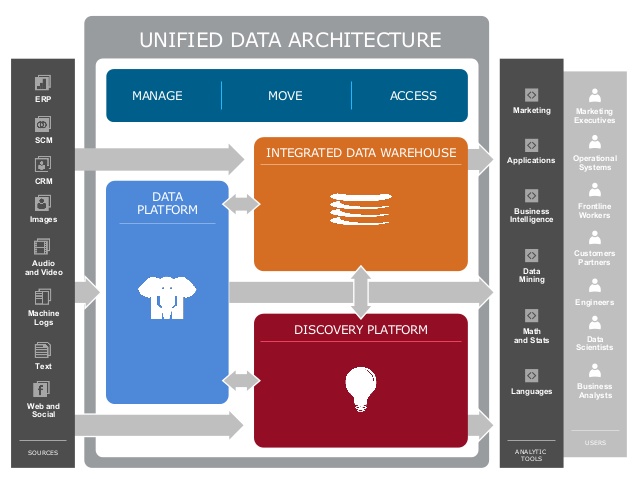 UNIFIED DATA ARCHITECTURE
MANAGE
MOVE
ACCESS
ERP
SCM
CRM
Images
Audio
and Video
Machine
Logs
Text
Web and
Social
SOURCES
DATA
PLATFORM
INTEGRATED DATA WAREHOUSE
DISCOVERY PLATFORM
Marketing
Applications
Business
Intelligence
Data
Mining
Math
and Stats
Languages
ANALYTIC
TOOLS
Marketing
Executives
Operational
Systems
Frontline
Workers
Customers
Partners
Engineers
Data
Scientists
Business
Analysts
USERS